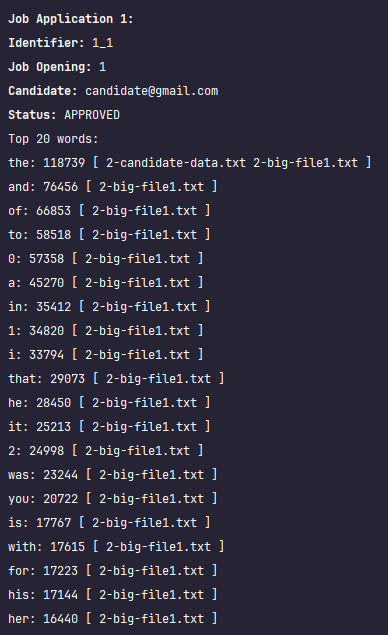 Job Application 1:
Identifier: 1_1
Job Opening: 1
Candidate: candidate@gmail.com
Status: APPROVED
Top 20 words:
the: 118739 [ 2-candidate-data.txt 2-big-file1.txt ]
and: 76456 [ 2-big-file1.txt ]
of: 66853 [ 2-big-file1.txt ]
to: 58518 [ 2-big-file1.txt ]
0: 57358 [ 2-big-file1.txt ]
a: 45270 [ 2-big-file1.txt ]
in: 35412 [ 2-big-file1.txt ]
1: 34820 [ 2-big-file1.txt ]
i: 33794 [ 2-big-file1.txt ]
that: 29073 [ 2-big-file1.txt ]
he: 28450 [ 2-big-file1.txt ]
it: 25213 [ 2-big-file1.txt ]
2: 24998 [ 2-big-file1.txt ]
was: 23244 [ 2-big-file1.txt ]
you: 20722 [ 2-big-file1.txt ]
is: 17767 [ 2-big-file1.txt ]
with: 17615 [ 2-big-file1.txt ]
for: 17223 [ 2-big-file1.txt ]
his: 17144 [ 2-big-file1.txt ]
her: 16440 [ 2-big-file1.txt ]